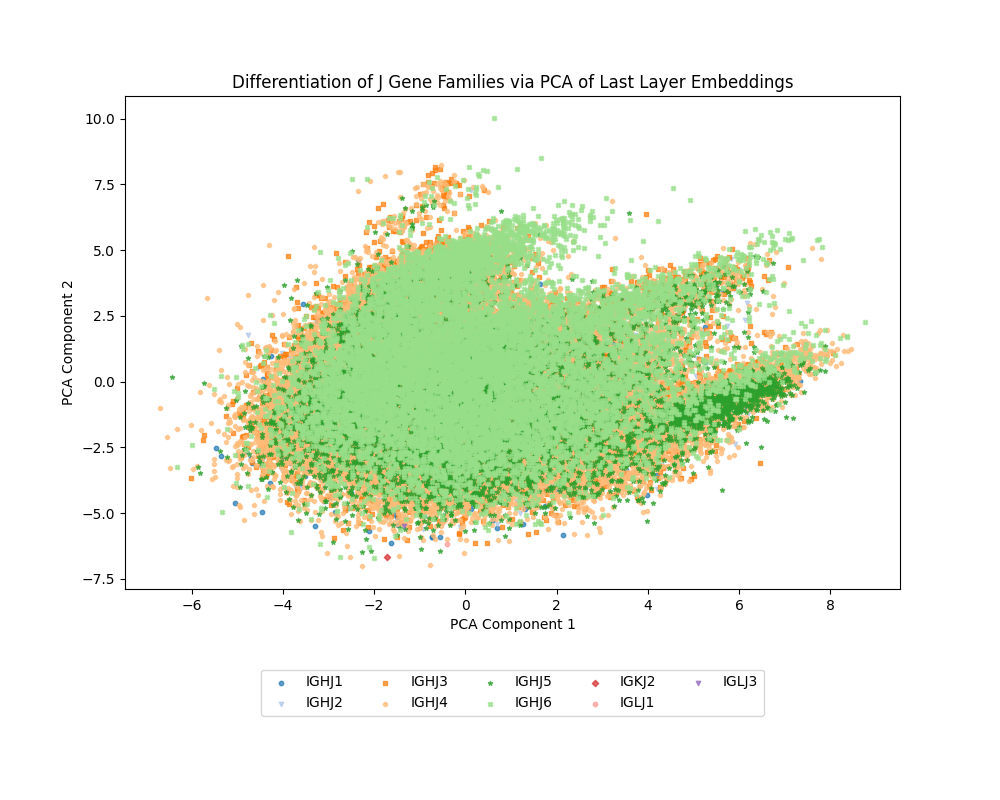 Differentiation of J Gene Families via PCA of Last Layer Embeddings
10.0
7.5
5.0
2.5
0.0
−2.5
−5.0
−7.5
PCA Component 2
−6 −4 −2 0 2 4 6 8
PCA Component 1
IGHJ1 IGHJ3 IGHJ5 IGKJ2 IGLJ3
IGHJ2 IGHJ4 IGHJ6 IGLJ1